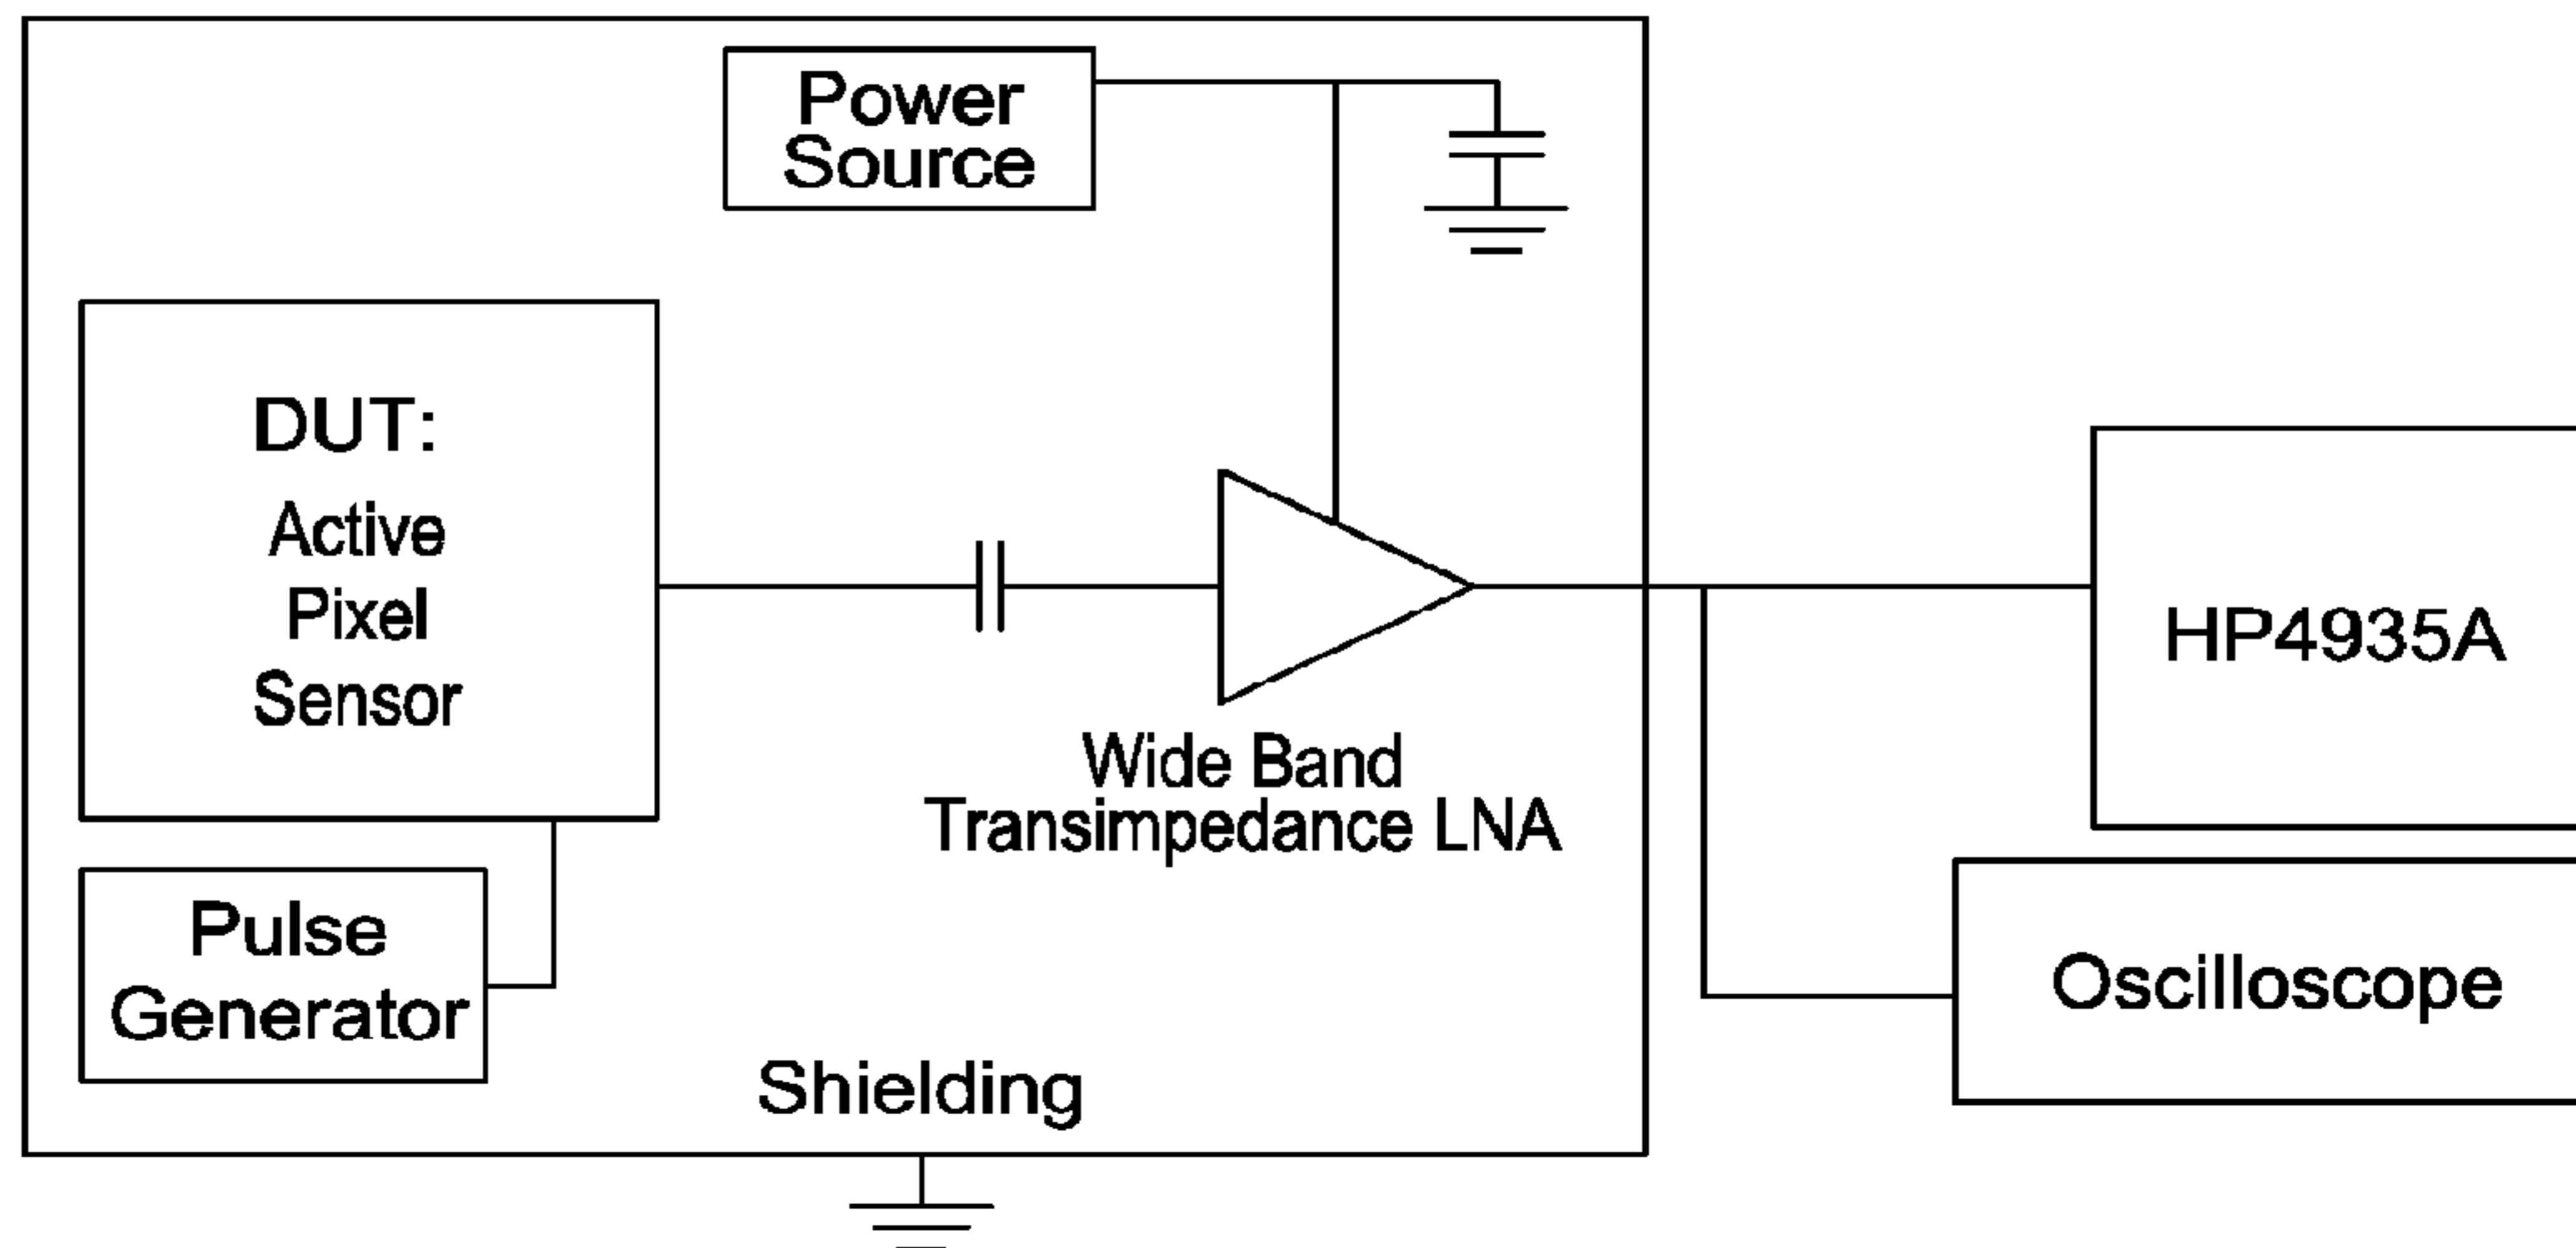 Power
Source
DUT:
Active
Pixel
Sensor
Wide Band
Transimpedance LNA
HP4935A
Pulse
Generator
Oscilloscope
Shielding